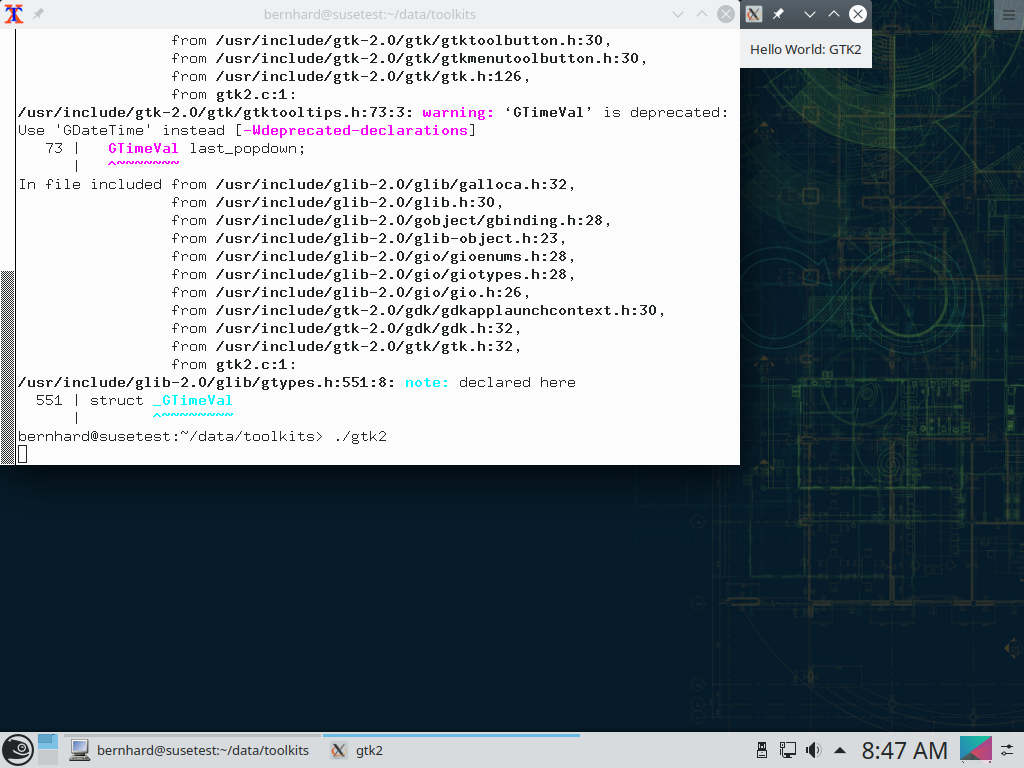 bernhard@susetest:~/data/toolkits
from /usr/include/gtk-2.0/gtk/gtktoolbutton.h:30,
from /usr/include/gtk-2.0/gtk/gtkmenutoolbutton.h:30,
from /usr/include/gtk-2.0/gtk/gtk.h:126,
from gtk2.c:1:
/usr/include/gtk-2.0/gtk/gtktooltips.h:73:3: warning: ‘GTimeVal’ is deprecated:
Use 'GDateTime' instead [-Wdeprecated-declarations]
73 |   GTimeVal last_popdown;
|   ^~~~~~~~
In file included from /usr/include/glib-2.0/glib/galloca.h:32,
from /usr/include/glib-2.0/glib.h:30,
from /usr/include/glib-2.0/gobject/gbinding.h:28,
from /usr/include/glib-2.0/glib-object.h:23,
from /usr/include/glib-2.0/gio/gioenums.h:28,
from /usr/include/glib-2.0/gio/giotypes.h:28,
from /usr/include/glib-2.0/gio/gio.h:26,
from /usr/include/gtk-2.0/gdk/gdkapplaunchcontext.h:30,
from /usr/include/gtk-2.0/gdk/gdk.h:32,
from /usr/include/gtk-2.0/gtk/gtk.h:32,
from gtk2.c:1:
/usr/include/glib-2.0/glib/gtypes.h:551:8: note: declared here
551 | struct _GTimeVal
|        ^~~~~~~~~
bernhard@susetest:~/data/toolkits> ./gtk2
Hello World: GTK2
bernhard@susetest:~/data/toolkits
gtk2
8:47 AM